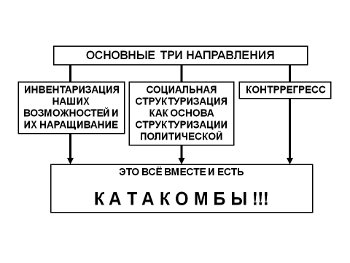 ОСНОВНЫЕ ТРИ НАПРАВЛЕНИЯ
ИНВЕНТАРИЗАЦИЯ
НАШИХ
ВОЗМОЖНОСТЕЙ И
ИХ НАРАЩИВАНИЕ
СОЦИАЛЬНАЯ
СТРУКТУРИЗАЦИЯ
КАК ОСНОВА
СТРУКТУРИЗАЦИИ
ПОЛИТИЧЕСКОЙ
КОНТРРЕГРЕСС
ЭТО ВСЁ ВМЕСТЕ И ЕСТЬ
К А Т А К О М Б Ы !!!